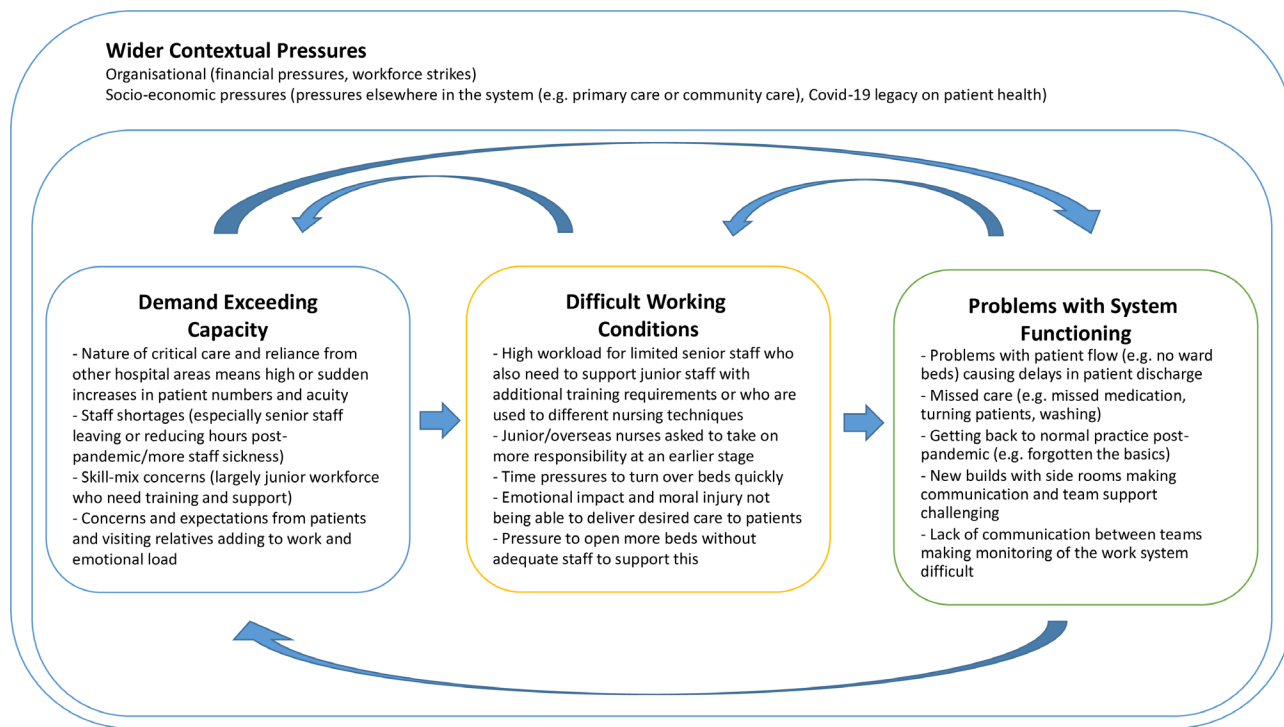 Wider Contextual Pressures
Organisational (financial pressures, workforce strikes)
Socio-economic pressures (pressures elsewhere in the system (e.g. primary care or community care), Covid-19 legacy on patient health)
Demand Exceeding
Capacity
- Nature of critical care and reliance from
other hospital areas means high or sudden
increases in patient numbers and acuity
- Staff shortages (especially senior staff
leaving or reducing hours post-
pandemic/more staff sickness)
- Skill-mix concerns (largely junior workforce
who need training and support)
- Concerns and expectations from patients
and visiting relatives adding to work and
emotional load
Difficult Working
Conditions
- High workload for limited senior staff who
also need to support junior staff with
additional training requirements or who are
used to different nursing techniques
- Junior/overseas nurses asked to take on
more responsibility at an earlier stage
- Time pressures to turn over beds quickly
- Emotional impact and moral injury not
being able to deliver desired care to patients
- Pressure to open more beds without
adequate staff to support this
Problems with System
Functioning
- Problems with patient flow (e.g. no ward
beds) causing delays in patient discharge
- Missed care (e.g. missed medication,
turning patients, washing)
- Getting back to normal practice post-
pandemic (e.g. forgotten the basics)
- New builds with side rooms making
communication and team support
challenging
- Lack of communication between teams
making monitoring of the work system
difficult